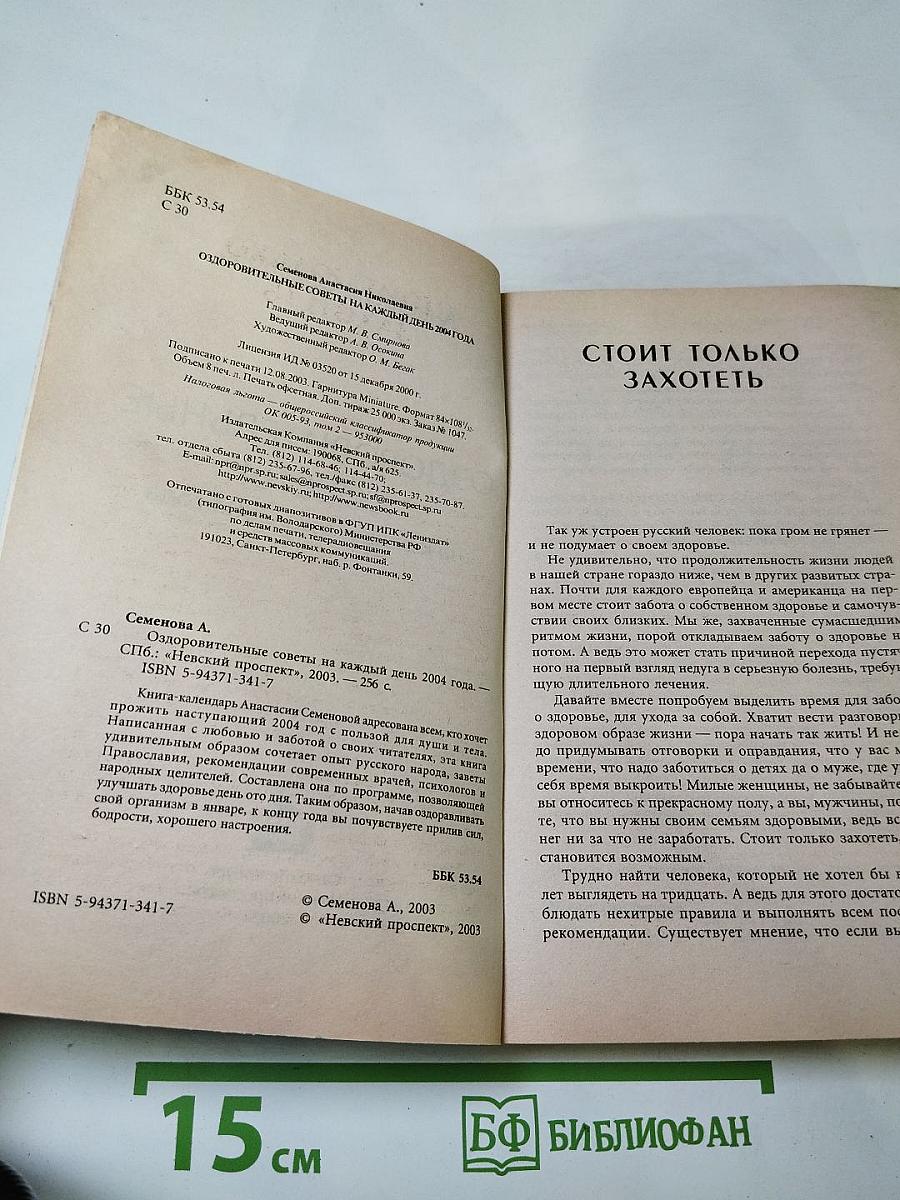 ББК 53.54
С 30
Семенова Анастасия Николаевна
ОЗДОРОВИТЕЛЬНЫЕ СОВЕТЫ НА КАЖДЫЙ ДЕНЬ 2004 ГОДА
Главный редактор М. В. Смирнова
Ведущий редактор А. В. Осокина
Художественный редактор О. М. Бегак
Лицензия ИД № 03520 от 15 декабря 2000 г.
Подписано к печати 12.08.2003. Гарнитура Miniature. Формат 84×108 1/32.
Объем 8 печ. л. Печать офсетная. Доп. тираж 25 000 экз. Заказ № 1047.
Налоговая льгота — общероссийский классификатор продукции
ОК 005-93, том 2 — 953000
Издательская Компания «Невский проспект».
Адрес для писем: 190068, СПб., а/я 625.
Тел. (812) 114-68-46; 114-44-70;
тел. отдела сбыта (812) 235-67-96, тел./факс (812) 235-61-37, 235-70-87.
E-mail: npr@npr.sp.ru; sales@nprospect.sp.ru; sf@nprospect.sp.ru
http://www.nevskiy.ru; http://www.newsbook.ru
Отпечатано с готовых диапозитивов в ФГУП ИПК «Лениздат»
(типография им. Володарского) Министерства РФ
по делам печати, телерадиовещания
и средств массовых коммуникаций.
191023, Санкт-Петербург, наб. р. Фонтанки, 59.
Семенова А.
С 30 Оздоровительные советы на каждый день 2004 года. —
СПб.: «Невский проспект», 2003. — 256 с.
ISBN 5-94371-341-7
Книга-календарь Анастасии Семеновой адресована всем, кто хочет
прожить наступающий 2004 год с пользой для души и тела.
Написанная с любовью и заботой о своих читателях, эта книга
удивительным образом сочетает опыт русского народа, заветы
Православия, рекомендации современных врачей, психологов и
народных целителей. Составлена она по программе, позволяющей
улучшать здоровье день ото дня. Таким образом, начав оздоравливать
свой организм в январе, к концу года вы почувствуете прилив сил,
бодрости, хорошего настроения.
ББК 53.54
ISBN 5-94371-341-7
© Семенова А., 2003
© «Невский проспект», 2003
СТОИТ ТОЛЬКО
ЗАХОТЕТЬ
Так уж устроен русский человек: пока гром не грянет —
и не подумает о своем здоровье.
Не удивительно, что продолжительность жизни людей
в нашей стране гораздо ниже, чем в других развитых стра-
нах. Почти для каждого европейца и американца на пер-
вом месте стоит забота о собственном здоровье и самочув-
ствии своих близких. Мы же, захваченные сумасшедшим
ритмом жизни, порой откладываем заботу о здоровье н
потом. А ведь это может стать причиной перехода пустяч
ного на первый взгляд недуга в серьезную болезнь, требую
щую длительного лечения.
Давайте вместе попробуем выделить время для забо
о здоровье, для ухода за собой. Хватит вести разговоры
здоровом образе жизни — пора начать так жить! И не
до придумывать отговорки и оправдания, что у вас м
времени, что надо заботиться о детях да о муже, где у
себя время выкроить! Милые женщины, не забывайте
вы относитесь к прекрасному полу, а вы, мужчины, по
те, что вы нужны своим семьям здоровыми, ведь вс
нег ни за что не заработать. Стоит только захотеть,
становится возможным.
Трудно найти человека, который не хотел бы в
лет выглядеть на тридцать. А ведь для этого достато
блюдать нехитрые правила и выполнять всем пос
рекомендации. Существует мнение, что если вы
15 см
БФ БИБЛИОФАН